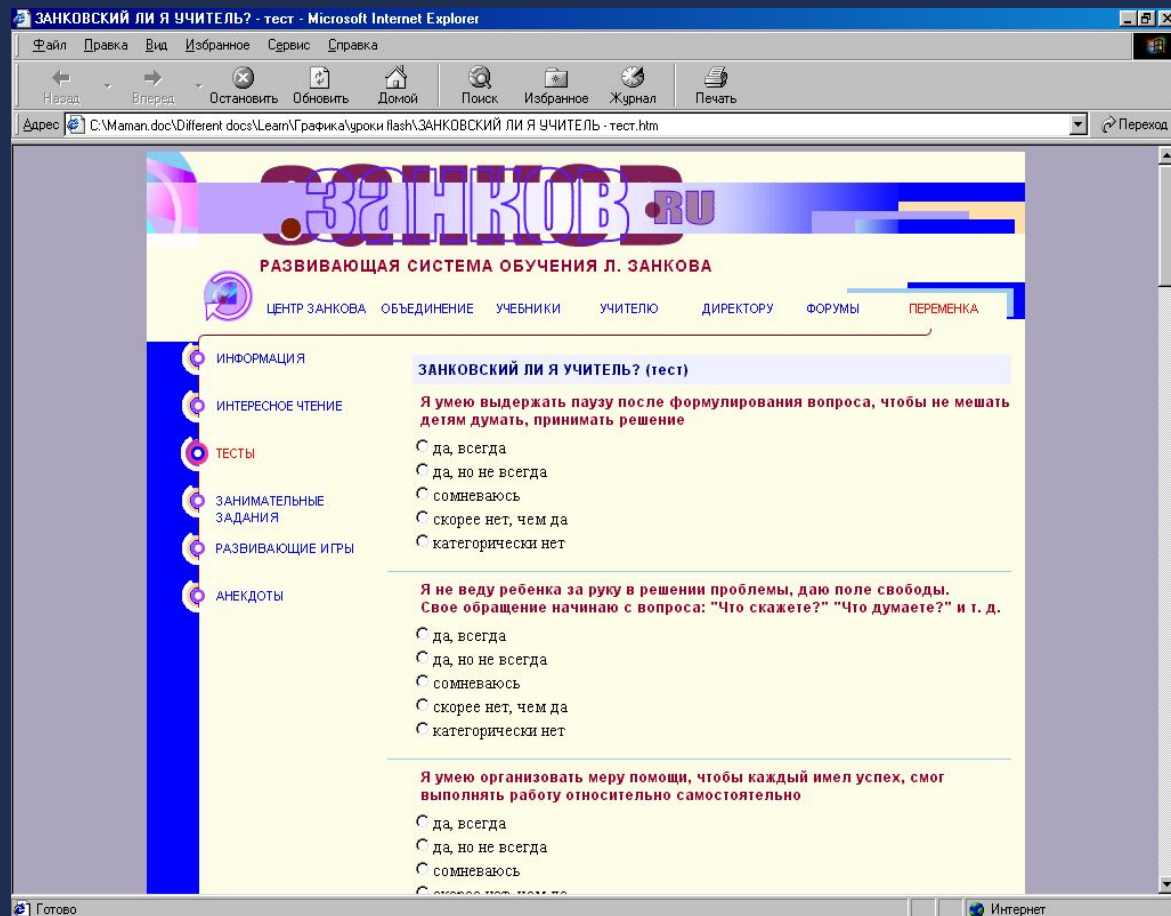 ЗАНКОВСКИЙ ЛИ Я УЧИТЕЛЬ? - тест - Microsoft Internet Explorer
Файл Правка Вид Избранное Сервис Справка
Назад Вперед Остановить Обновить Домой Поиск Избранное Журнал Печать
Адрес C:\Maman.doc\Different docs\Learn\Графика\уроки flash\ЗАНКОВСКИЙ ЛИ Я УЧИТЕЛЬ - тест.htm Переход
.занков.RU
РАЗВИВАЮЩАЯ СИСТЕМА ОБУЧЕНИЯ Л. ЗАНКОВА
ЦЕНТР ЗАНКОВА ОБЪЕДИНЕНИЕ УЧЕБНИКИ УЧИТЕЛЮ ДИРЕКТОРУ ФОРУМЫ ПЕРЕМЕНКА
ИНФОРМАЦИЯ
ИНТЕРЕСНОЕ ЧТЕНИЕ
ТЕСТЫ
ЗАНИМАТЕЛЬНЫЕ
ЗАДАНИЯ
РАЗВИВАЮЩИЕ ИГРЫ
АНЕКДОТЫ
ЗАНКОВСКИЙ ЛИ Я УЧИТЕЛЬ? (тест)
Я умею выдержать паузу после формулирования вопроса, чтобы не мешать
детям думать, принимать решение
да, всегда
да, но не всегда
сомневаюсь
скорее нет, чем да
категорически нет
Я не веду ребенка за руку в решении проблемы, даю поле свободы.
Свое обращение начинаю с вопроса: "Что скажете?" "Что думаете?" и т. д.
да, всегда
да, но не всегда
сомневаюсь
скорее нет, чем да
категорически нет
Я умею организовать меру помощи, чтобы каждый имел успех, смог
выполнять работу относительно самостоятельно
да, всегда
да, но не всегда
сомневаюсь
скорее нет, чем да
Готово Интернет